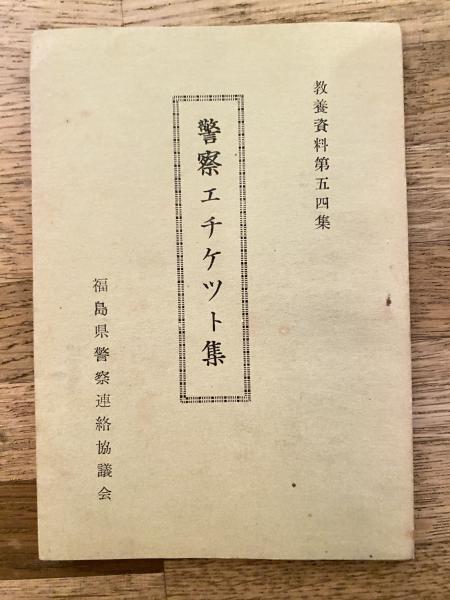 教養資料第五四集
警察エチケツト集
福島県警察連絡協議会